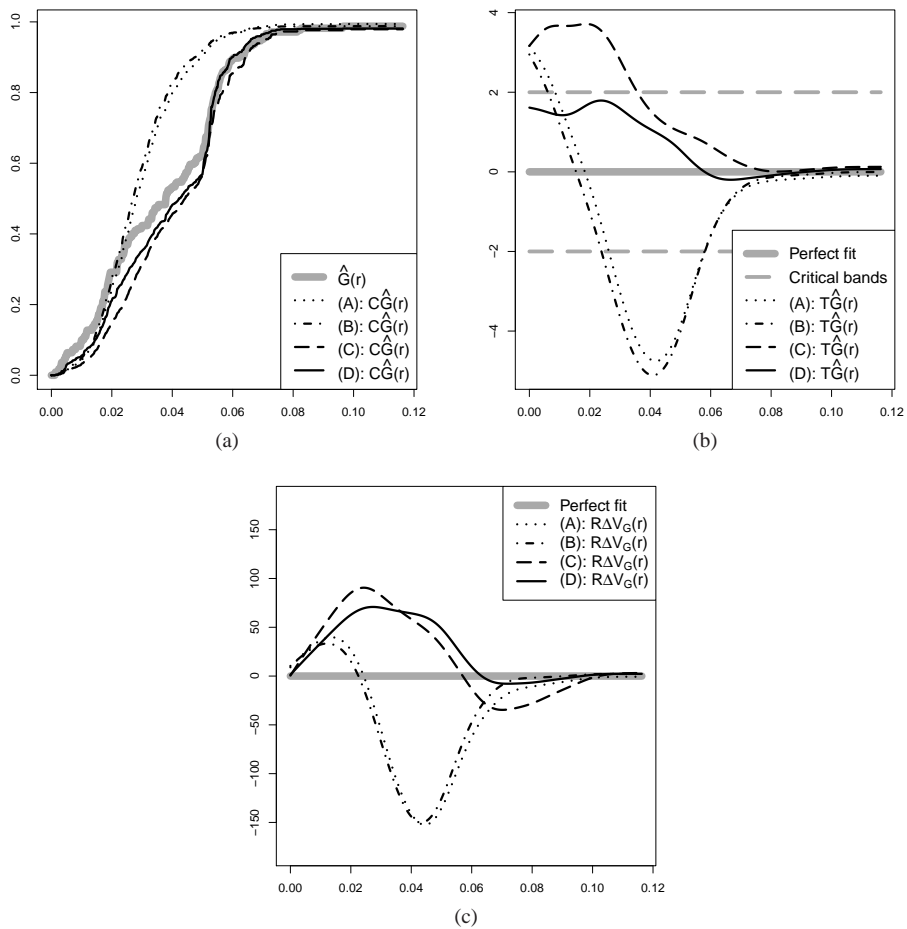 1.0
0.8
0.6
0.4
0.2
0.0
0.00 0.02 0.04 0.06 0.08 0.10 0.12
Ĝ(r)
(A): CĜ(r)
(B): CĜ(r)
(C): CĜ(r)
(D): CĜ(r)
(a)
4
2
0
-2
-4
0.00 0.02 0.04 0.06 0.08 0.10 0.12
Perfect fit
Critical bands
(A): TĜ(r)
(B): TĜ(r)
(C): TĜ(r)
(D): TĜ(r)
(b)
150
100
50
0
-50
-100
-150
0.00 0.02 0.04 0.06 0.08 0.10 0.12
Perfect fit
(A): RΔV_G(r)
(B): RΔV_G(r)
(C): RΔV_G(r)
(D): RΔV_G(r)
(c)